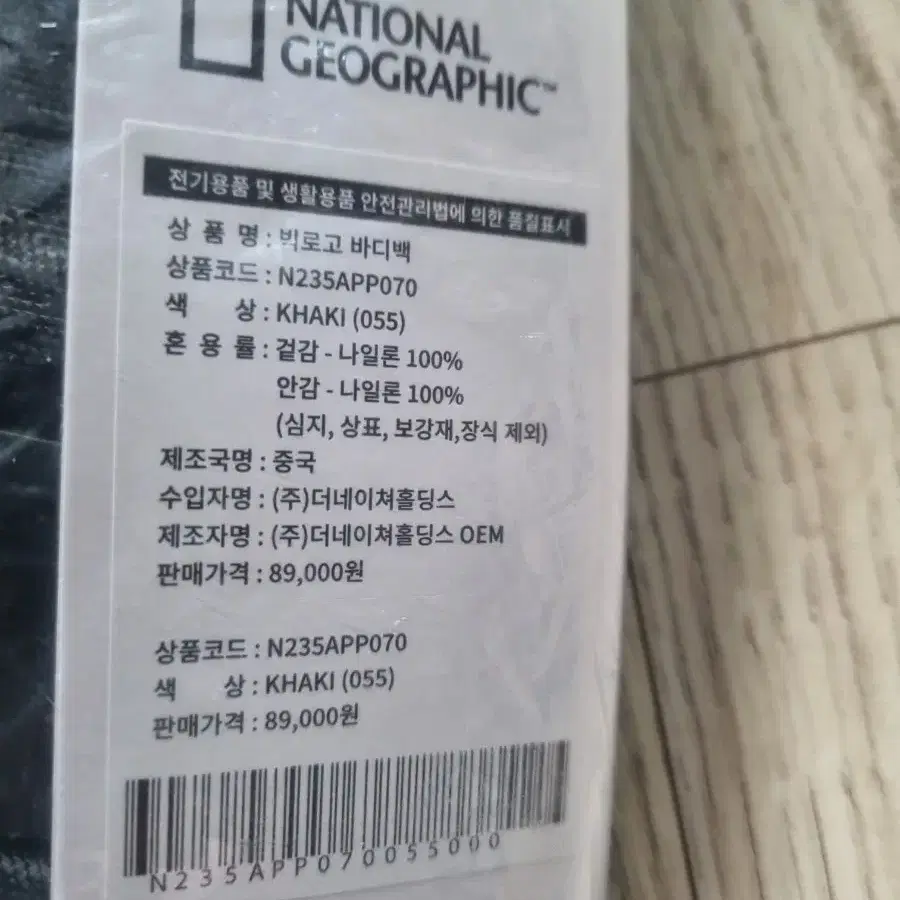 NATIONAL
GEOGRAPHIC™
전기용품 및 생활용품 안전관리법에 의한 품질표시
상 품 명 : 빅로고 바디백
상품코드 : N235APP070
색 상 : KHAKI (055)
혼 용 률 : 겉감 - 나일론 100%
안감 - 나일론 100%
(심지, 상표, 보강재,장식 제외)
제조국명 : 중국
수입자명 : (주)더네이쳐홀딩스
제조자명 : (주)더네이쳐홀딩스 OEM
판매가격 : 89,000원
상품코드 : N235APP070
색 상 : KHAKI (055)
판매가격 : 89,000원
N235APP070055000